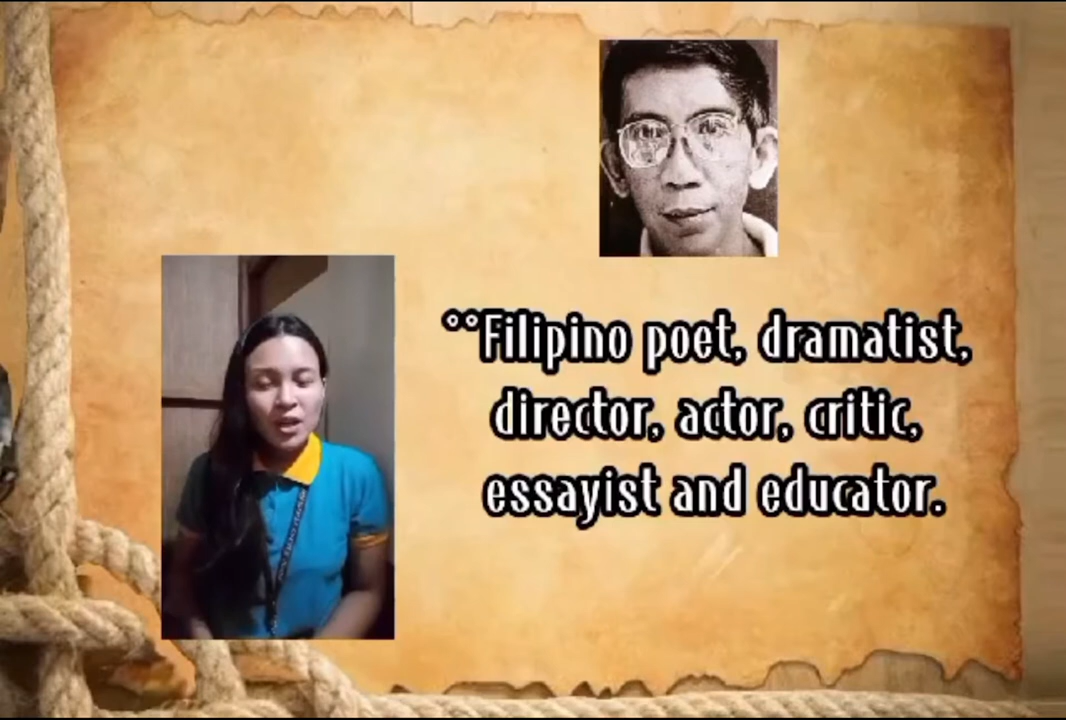 °°Filipino poet, dramatist,
director, actor, critic,
essayist and educator.